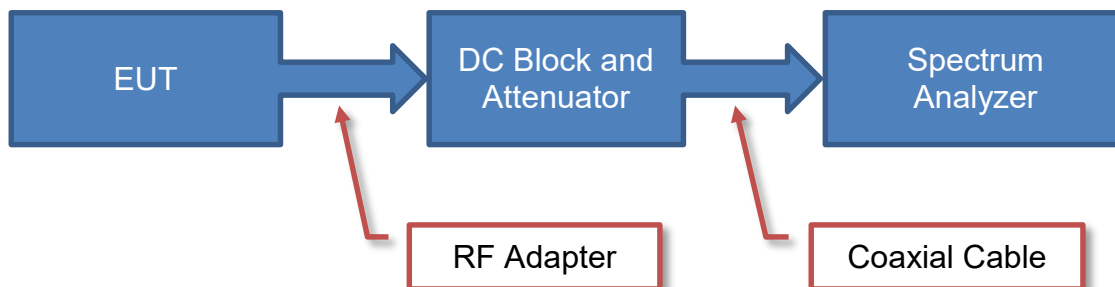 EUT
DC Block and
Attenuator
Spectrum
Analyzer
RF Adapter
Coaxial Cable